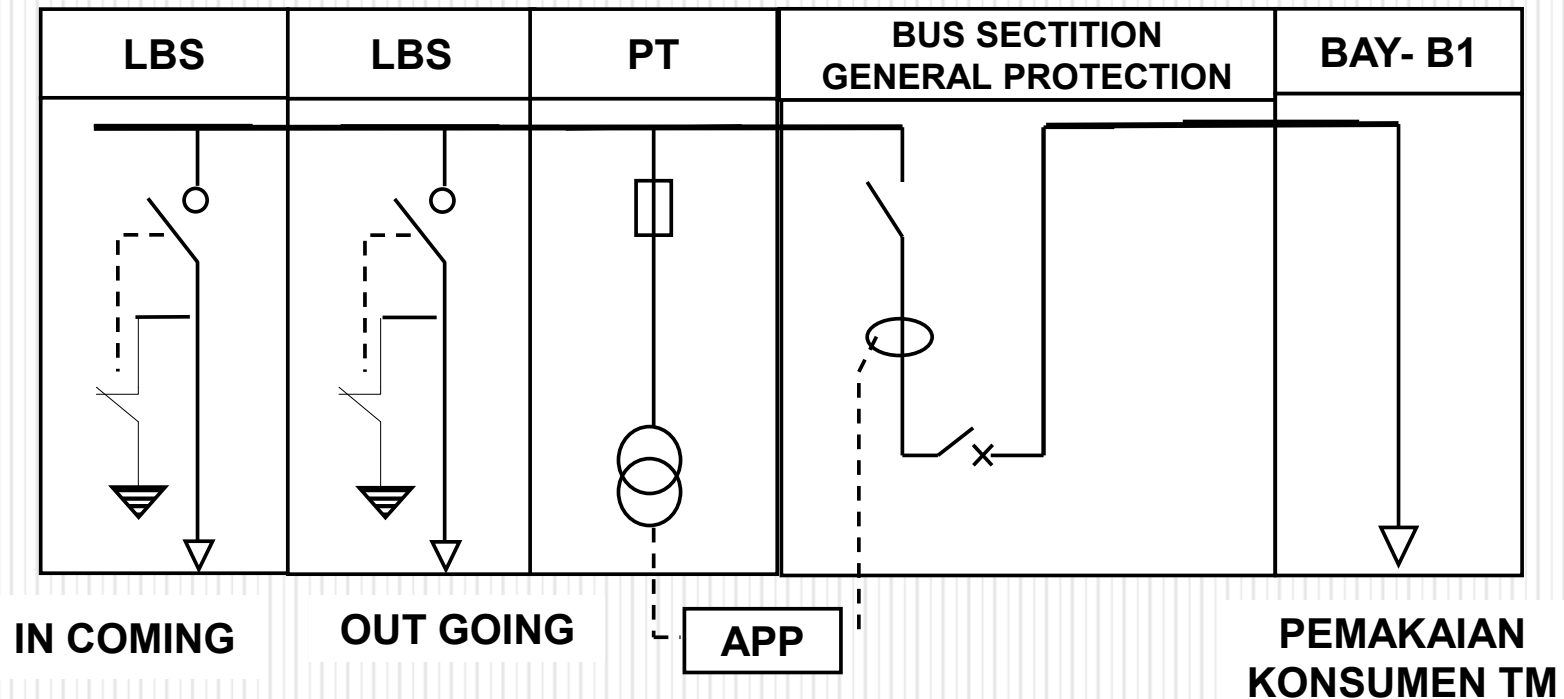 LBS
LBS
PT
BUS SECTITION
GENERAL PROTECTION
BAY- B1
IN COMING
OUT GOING
APP
PEMAKAIAN
KONSUMEN TM